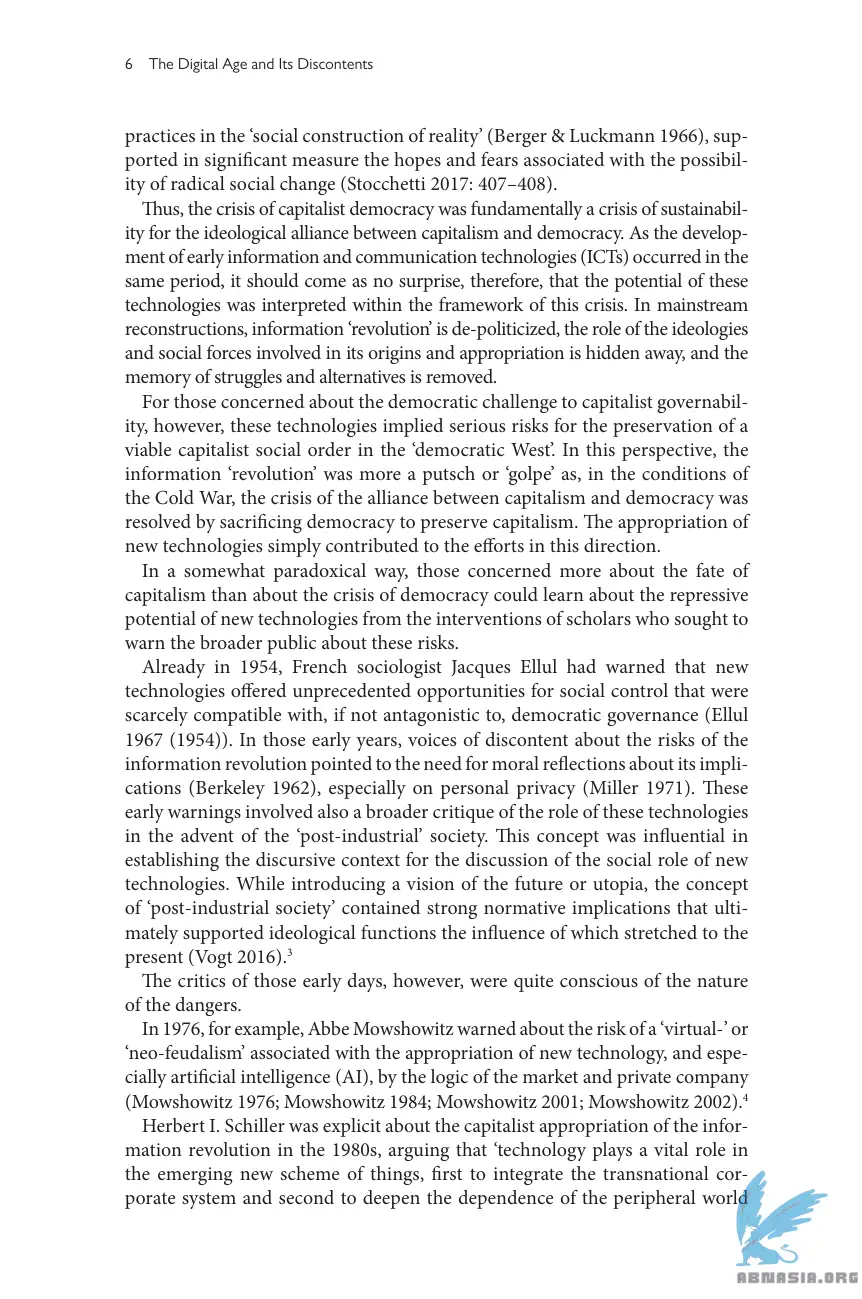 6 The Digital Age and Its Discontents
practices in the ‘social construction of reality’ (Berger & Luckmann 1966), sup-
ported in significant measure the hopes and fears associated with the possibil-
ity of radical social change (Stocchetti 2017: 407–408).
Thus, the crisis of capitalist democracy was fundamentally a crisis of sustainabil-
ity for the ideological alliance between capitalism and democracy. As the develop-
ment of early information and communication technologies (ICTs) occurred in the
same period, it should come as no surprise, therefore, that the potential of these
technologies was interpreted within the framework of this crisis. In mainstream
reconstructions, information ‘revolution’ is de-politicized, the role of the ideologies
and social forces involved in its origins and appropriation is hidden away, and the
memory of struggles and alternatives is removed.
For those concerned about the democratic challenge to capitalist governabil-
ity, however, these technologies implied serious risks for the preservation of a
viable capitalist social order in the ‘democratic West’. In this perspective, the
information ‘revolution’ was more a putsch or ‘golpe’ as, in the conditions of
the Cold War, the crisis of the alliance between capitalism and democracy was
resolved by sacrificing democracy to preserve capitalism. The appropriation of
new technologies simply contributed to the efforts in this direction.
In a somewhat paradoxical way, those concerned more about the fate of
capitalism than about the crisis of democracy could learn about the repressive
potential of new technologies from the interventions of scholars who sought to
warn the broader public about these risks.
Already in 1954, French sociologist Jacques Ellul had warned that new
technologies offered unprecedented opportunities for social control that were
scarcely compatible with, if not antagonistic to, democratic governance (Ellul
1967 (1954)). In those early years, voices of discontent about the risks of the
information revolution pointed to the need for moral reflections about its impli-
cations (Berkeley 1962), especially on personal privacy (Miller 1971). These
early warnings involved also a broader critique of the role of these technologies
in the advent of the ‘post-industrial’ society. This concept was influential in
establishing the discursive context for the discussion of the social role of new
technologies. While introducing a vision of the future or utopia, the concept
of ‘post-industrial society’ contained strong normative implications that ulti-
mately supported ideological functions the influence of which stretched to the
present (Vogt 2016).³
The critics of those early days, however, were quite conscious of the nature
of the dangers.
In 1976, for example, Abbe Mowshowitz warned about the risk of a ‘virtual-’ or
‘neo-feudalism’ associated with the appropriation of new technology, and espe-
cially artificial intelligence (AI), by the logic of the market and private company
(Mowshowitz 1976; Mowshowitz 1984; Mowshowitz 2001; Mowshowitz 2002).⁴
Herbert I. Schiller was explicit about the capitalist appropriation of the infor-
mation revolution in the 1980s, arguing that ‘technology plays a vital role in
the emerging new scheme of things, first to integrate the transnational cor-
porate system and second to deepen the dependence of the peripheral world
ABNASIA.ORG